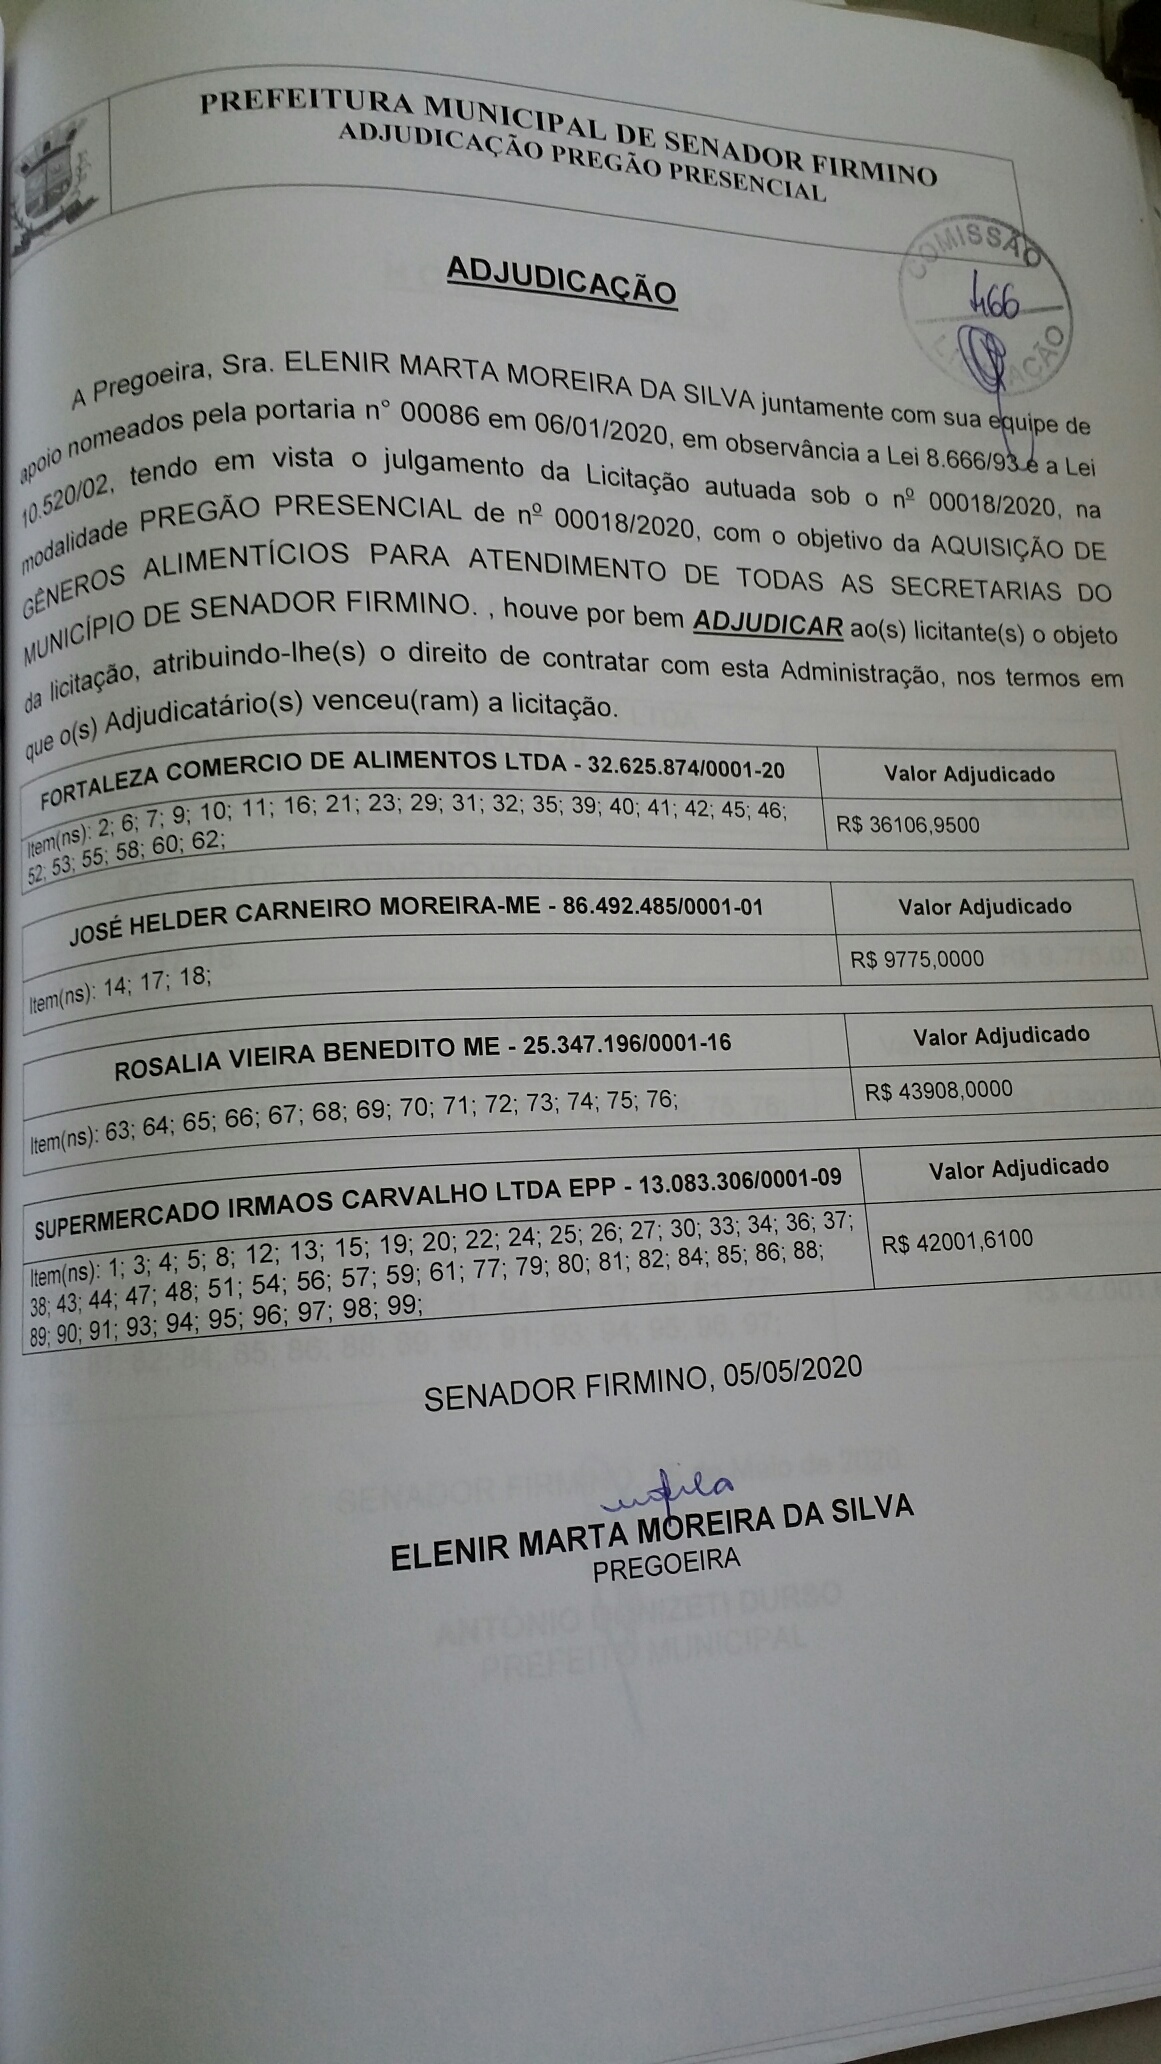 PREFEITURA MUNICIPAL DE SENADOR FIRMINO
ADJUDICAÇÃO PREGÃO PRESENCIAL
COMISSÃO
466
LICITAÇÃO
ADJUDICAÇÃO
A Pregoeira, Sra. ELENIR MARTA MOREIRA DA SILVA juntamente com sua equipe de
apoio nomeados pela portaria n° 00086 em 06/01/2020, em observância a Lei 8.666/93 e a Lei
10.520/02, tendo em vista o julgamento da Licitação autuada sob o nº 00018/2020, na
modalidade PREGÃO PRESENCIAL de nº 00018/2020, com o objetivo da AQUISIÇÃO DE
GÊNEROS ALIMENTÍCIOS PARA ATENDIMENTO DE TODAS AS SECRETARIAS DO
MUNICÍPIO DE SENADOR FIRMINO. , houve por bem ADJUDICAR ao(s) licitante(s) o objeto
da licitação, atribuindo-lhe(s) o direito de contratar com esta Administração, nos termos em
que o(s) Adjudicatário(s) venceu(ram) a licitação.
FORTALEZA COMERCIO DE ALIMENTOS LTDA - 32.625.874/0001-20 Valor Adjudicado
Item(ns): 2; 6; 7; 9; 10; 11; 16; 21; 23; 29; 31; 32; 35; 39; 40; 41; 42; 45; 46; R$ 36106,9500
52; 53; 55; 58; 60; 62;
JOSÉ HELDER CARNEIRO MOREIRA-ME - 86.492.485/0001-01 Valor Adjudicado
Item(ns): 14; 17; 18; R$ 9775,0000
ROSALIA VIEIRA BENEDITO ME - 25.347.196/0001-16 Valor Adjudicado
Item(ns): 63; 64; 65; 66; 67; 68; 69; 70; 71; 72; 73; 74; 75; 76; R$ 43908,0000
SUPERMERCADO IRMAOS CARVALHO LTDA EPP - 13.083.306/0001-09 Valor Adjudicado
Item(ns): 1; 3; 4; 5; 8; 12; 13; 15; 19; 20; 22; 24; 25; 26; 27; 30; 33; 34; 36; 37; R$ 42001,6100
38; 43; 44; 47; 48; 51; 54; 56; 57; 59; 61; 77; 79; 80; 81; 82; 84; 85; 86; 88;
89; 90; 91; 93; 94; 95; 96; 97; 98; 99;
SENADOR FIRMINO, 05/05/2020
ELENIR MARTA MOREIRA DA SILVA
PREGOEIRA
ANTONIO DONIZETI DURSO
PREFEITO MUNICIPAL